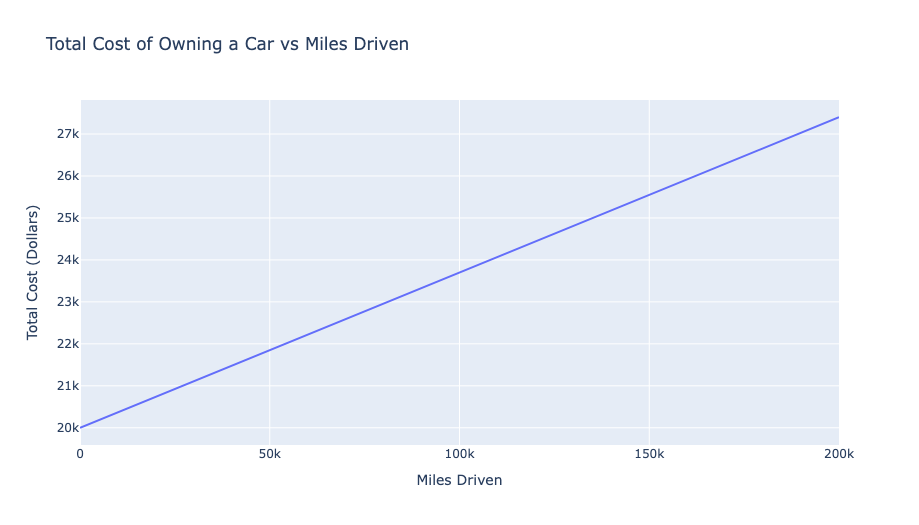 Total Cost of Owning a Car vs Miles Driven
Total Cost (Dollars)
27k
26k
25k
24k
23k
22k
21k
20k
0
50k
100k
150k
200k
Miles Driven